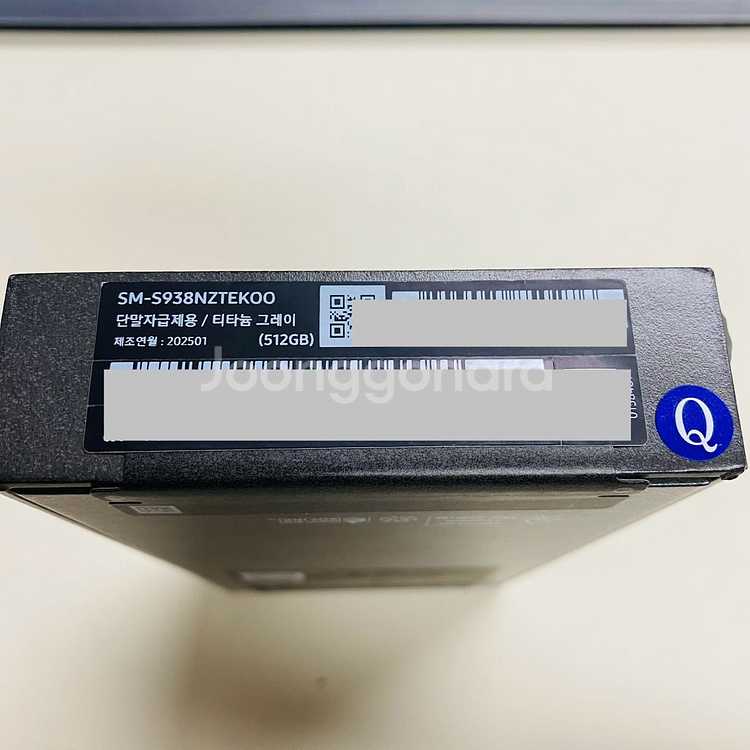 SM-S938NZTEKOO
단말자급제용 / 티타늄 그레이
제조연월 : 202501
(512GB)
Joonggonara
Q